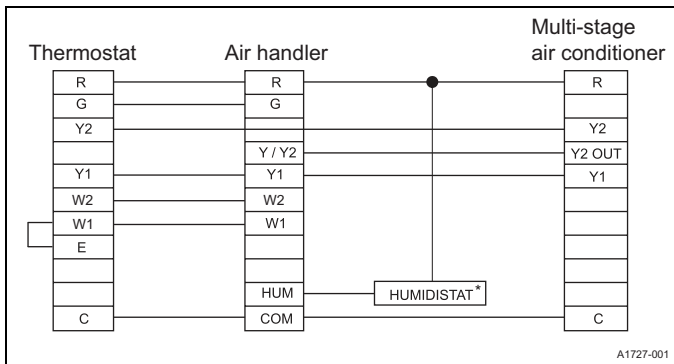 Multi-stage
Thermostat Air handler air conditioner
R R R
G G
Y2 Y2
Y / Y2 Y2 OUT
Y1 Y1 Y1
W2 W2
W1 W1
E
HUM HUMIDISTAT*
C COM C
A1727-001